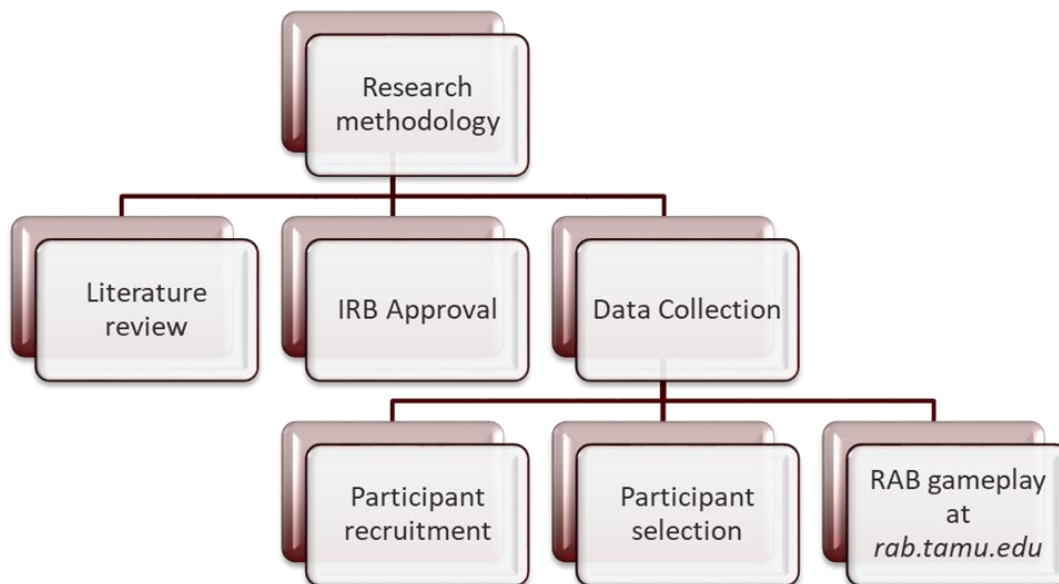 Research
methodology
Literature
review
IRB Approval
Data Collection
Participant
recruitment
Participant
selection
RAB gameplay
at
rab.tamu.edu